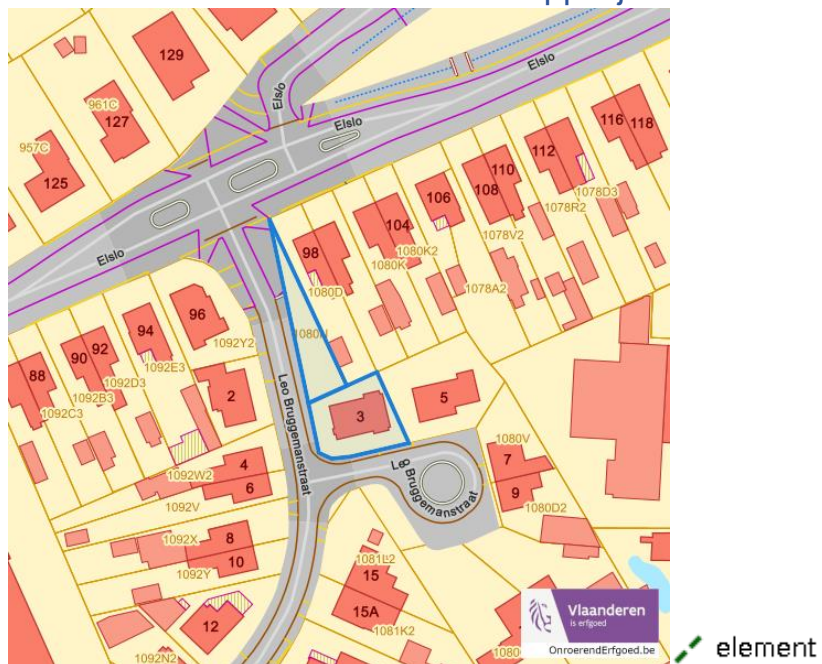 129
961C
127
957C
125
Elslo
Elslo
Elslo
Elslo
116
118
112
110
108
1078D3
1078R2
106
104
1078V2
98
1080K2
1080K
1078A2
1080D
96
1092Y2
94
92
90
88
1092E3
1092D3
1092B3
1092C3
2
Leo Bruggemanstraat
3
5
1080V
7
9
1080D2
Leo Bruggemanstraat
1092W2
4
6
1092V
8
1092X
10
1092Y
12
1092N2
1081L2
15
15A
1081K2
Vlaanderen
is erfgoed
OnroerendErfgoed.be
element